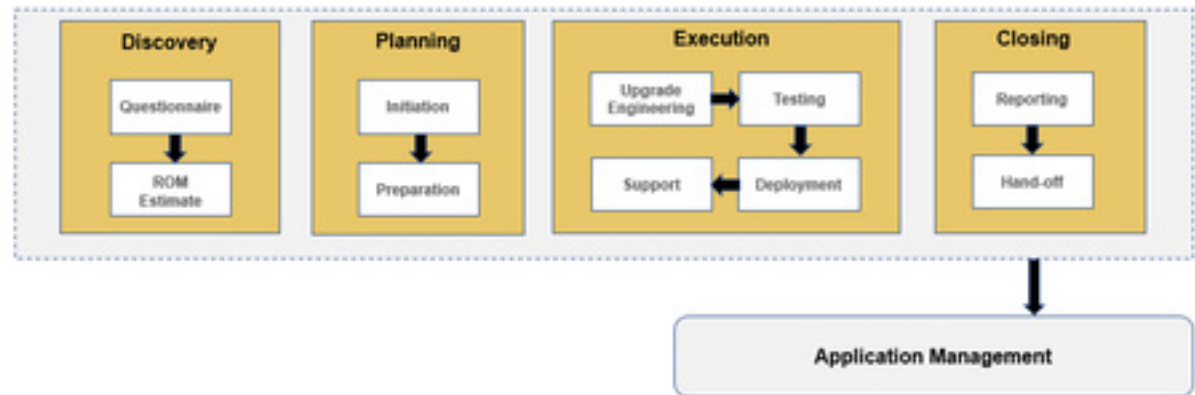 Discovery
Questionnaire
ROM
Estimate
Planning
Initiation
Preparation
Execution
Upgrade
Engineering
Testing
Deployment
Support
Closing
Reporting
Hand-off
Application Management